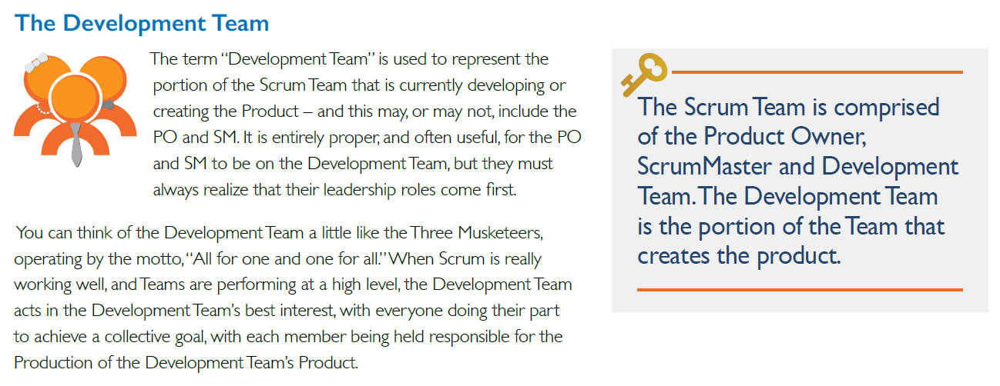 The Development Team
The term “Development Team” is used to represent the
portion of the Scrum Team that is currently developing or
creating the Product – and this may, or may not, include the
PO and SM. It is entirely proper, and often useful, for the PO
and SM to be on the Development Team, but they must
always realize that their leadership roles come first.
You can think of the Development Team a little like the Three Musketeers,
operating by the motto, “All for one and one for all.” When Scrum is really
working well, and Teams are performing at a high level, the Development Team
acts in the Development Team’s best interest, with everyone doing their part
to achieve a collective goal, with each member being held responsible for the
Production of the Development Team’s Product.
The Scrum Team is comprised
of the Product Owner,
ScrumMaster and Development
Team. The Development Team
is the portion of the Team that
creates the product.